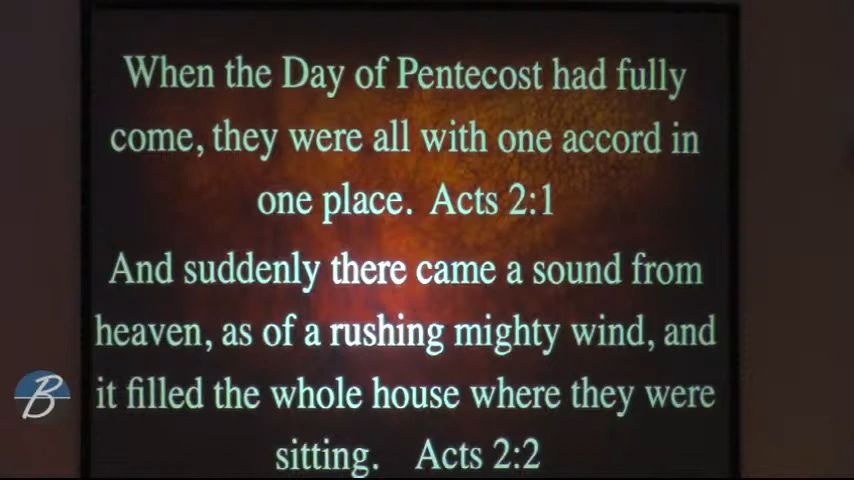 When the Day of Pentecost had fully
come, they were all with one accord in
one place. Acts 2:1
And suddenly there came a sound from
heaven, as of a rushing mighty wind, and
it filled the whole house where they were
sitting. Acts 2:2
B